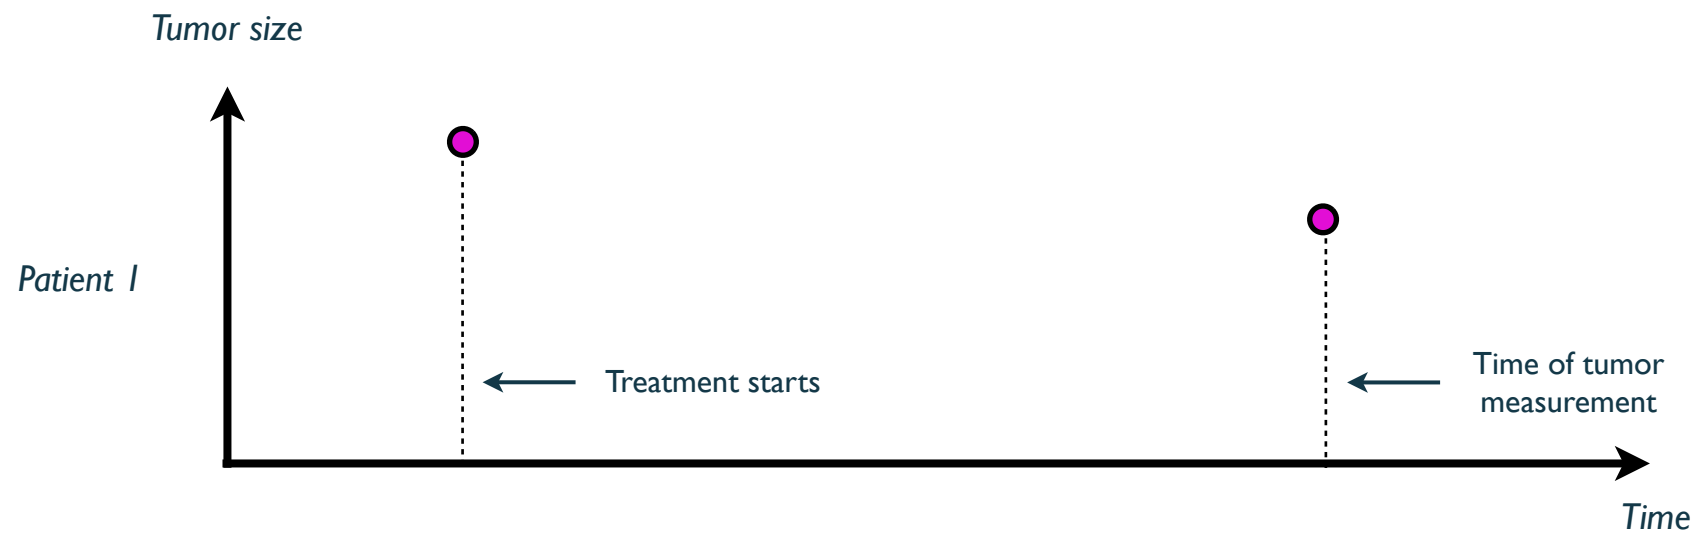 Tumor size
Patient 1
Treatment starts
Time of tumor
measurement
Time